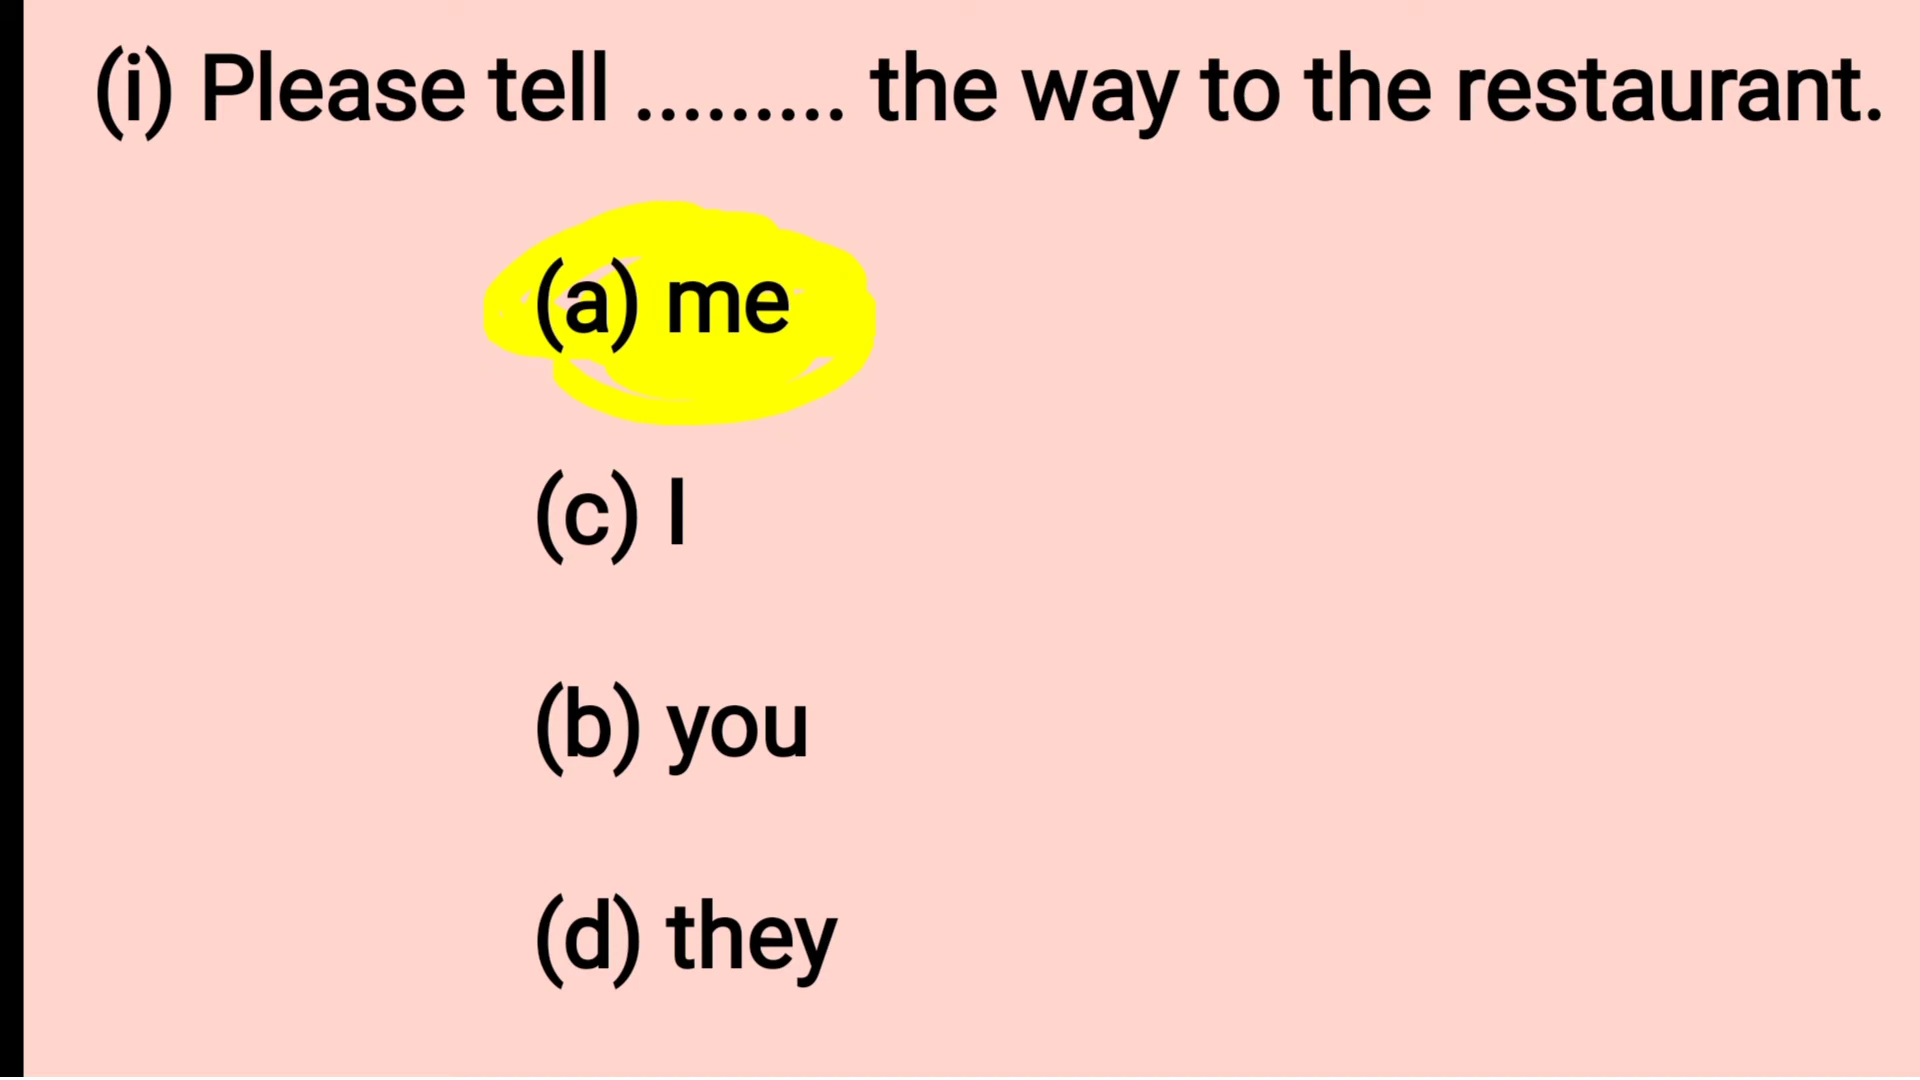 (i) Please tell ......... the way to the restaurant.
(a) me
(c) I
(b) you
(d) they